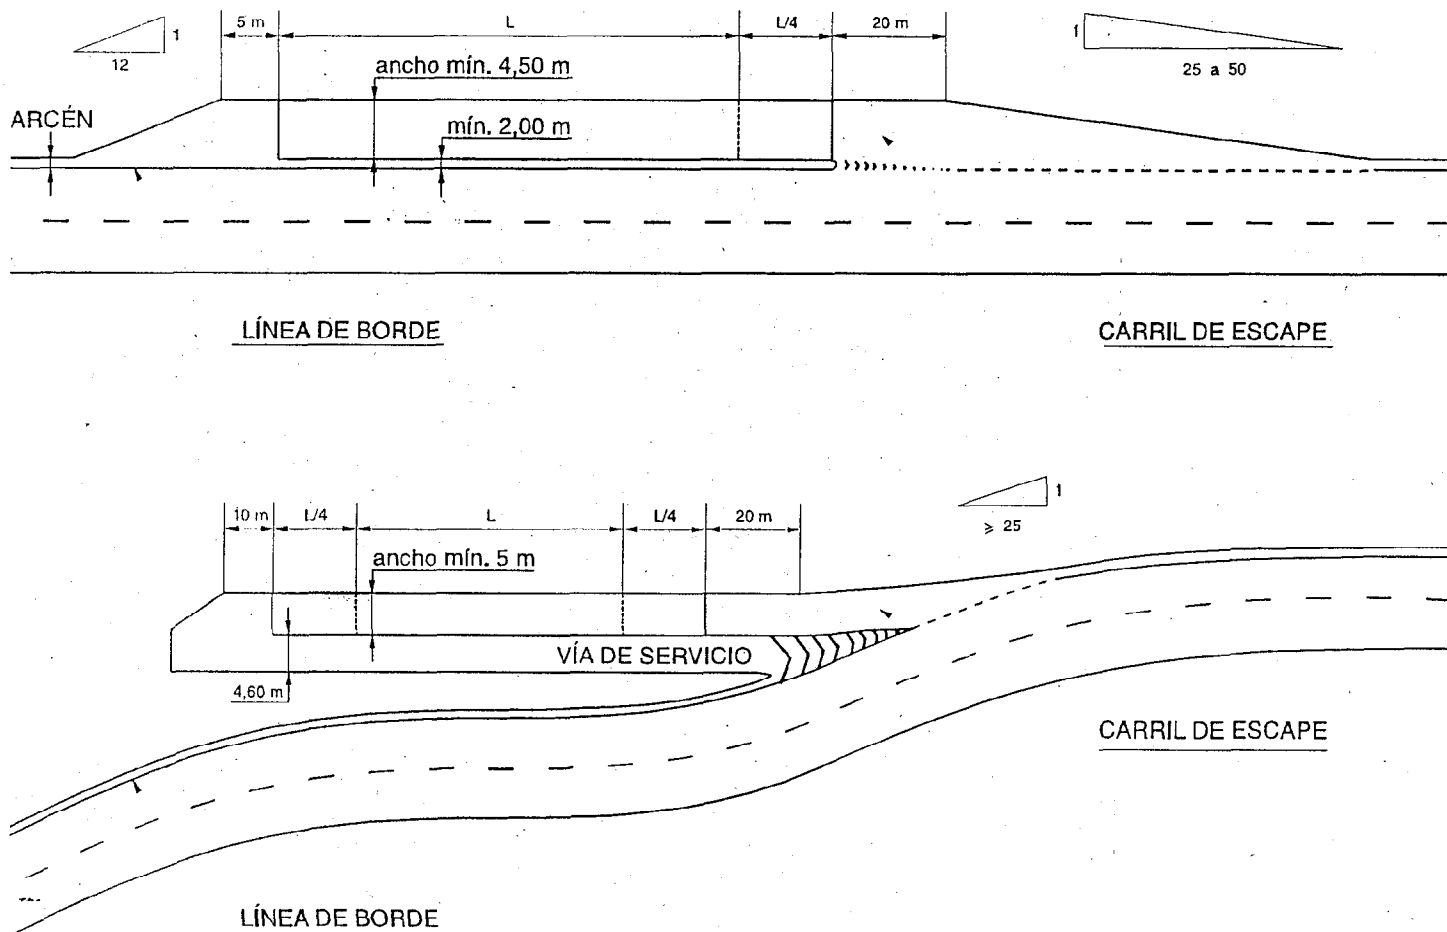 5 m
L
L/4
20 m
1
12
1
25 a 50
ancho mín. 4,50 m
ARCÉN
mín. 2,00 m
LÍNEA DE BORDE
CARRIL DE ESCAPE
10 m
L/4
L
L/4
20 m
1
≥ 25
ancho mín. 5 m
VÍA DE SERVICIO
4,60 m
CARRIL DE ESCAPE
LÍNEA DE BORDE